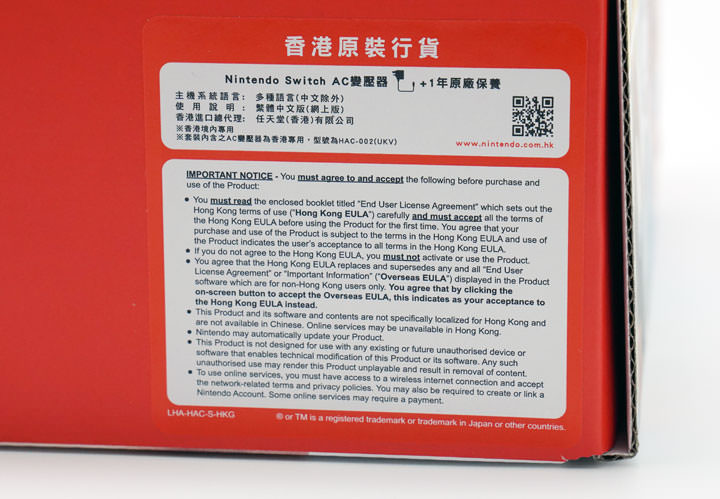 香港原裝行貨
Nintendo Switch AC變壓器 +1年原廠保養
主機系統語言: 多種語言(中文除外)
使用說明: 繁體中文版(網上版)
香港進口總代理: 任天堂(香港)有限公司
※香港境內專用
※套裝內含之AC變壓器為香港專用，型號為HAC-002(UKV)
www.nintendo.com.hk
IMPORTANT NOTICE - You must agree to and accept the following before purchase and
use of the Product:
● You must read the enclosed booklet titled “End User License Agreement” which sets out the
Hong Kong terms of use (“Hong Kong EULA”) carefully and must accept all the terms of
the Hong Kong EULA before using the Product for the first time. You agree that your
purchase and use of the Product is subject to the terms in the Hong Kong EULA and use of
the Product indicates the user’s acceptance to all terms in the Hong Kong EULA.
● If you do not agree to the Hong Kong EULA, you must not activate or use the Product.
● You agree that the Hong Kong EULA replaces and supersedes any and all “End User
License Agreement” or “Important Information” (“Overseas EULA”) displayed in the Product
software which are for non-Hong Kong users only. You agree that by clicking the
on-screen button to accept the Overseas EULA, this indicates as your acceptance to
the Hong Kong EULA instead.
● This Product and its software and contents are not specifically localized for Hong Kong and
are not available in Chinese. Online services may be unavailable in Hong Kong.
● Nintendo may automatically update your Product.
● This Product is not designed for use with any existing or future unauthorised device or
software that enables technical modification of this Product or its software. Any such
unauthorised use may render this Product unplayable and result in removal of content.
● To use online services, you must have access to a wireless internet connection and accept
the network-related terms and privacy policies. You may also be required to create or link a
Nintendo Account. Some online services may require a payment.
LHA-HAC-S-HKG
® or TM is a registered trademark or trademark in Japan or other countries.